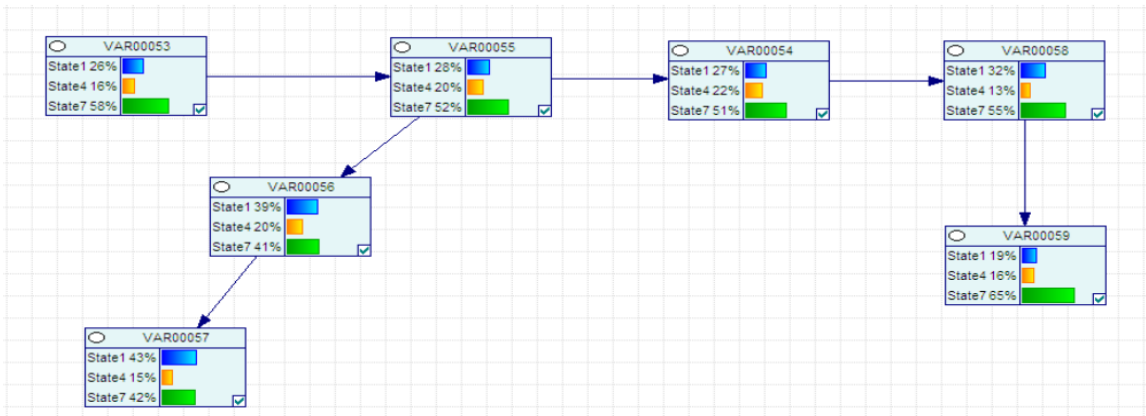 VAR00053
State1 26%
State4 16%
State7 58%
VAR00055
State1 28%
State4 20%
State7 52%
VAR00054
State1 27%
State4 22%
State7 51%
VAR00058
State1 32%
State4 13%
State7 55%
VAR00056
State1 39%
State4 20%
State7 41%
VAR00059
State1 19%
State4 16%
State7 65%
VAR00057
State1 43%
State4 15%
State7 42%